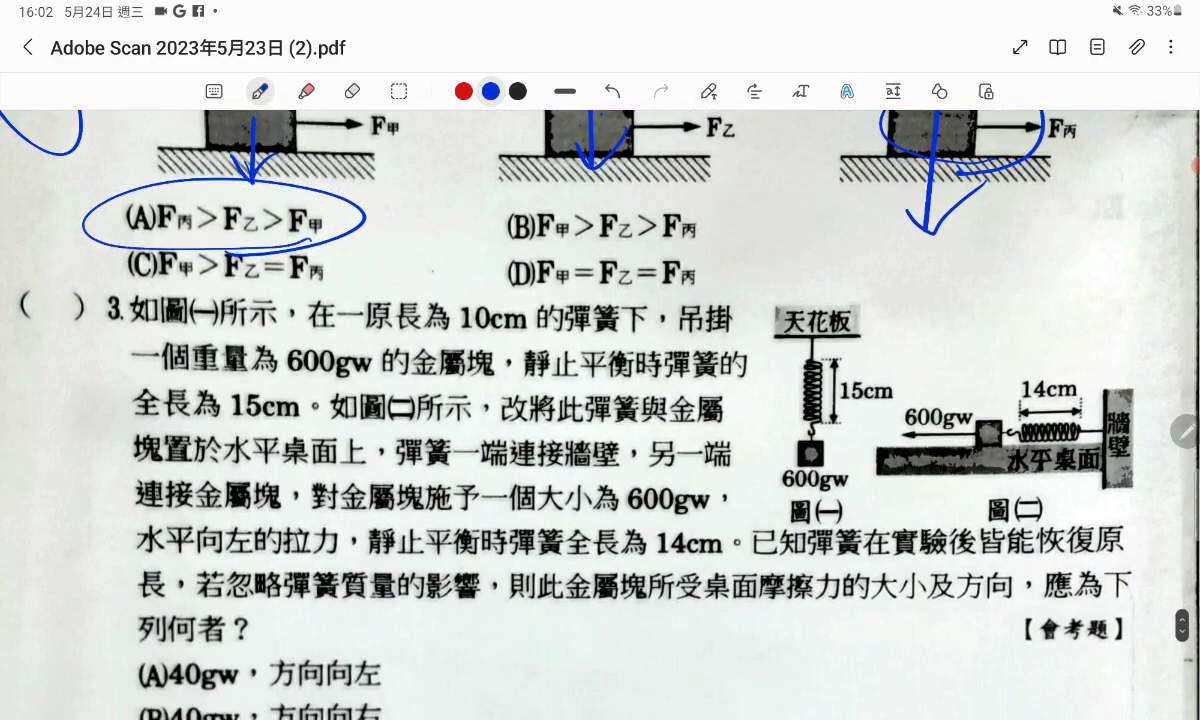 16:02 5月24日 週三 33%
Adobe Scan 2023年5月23日 (2).pdf
F甲
F乙
F丙
(A)F丙＞F乙＞F甲
(B)F甲＞F乙＞F丙
(C)F甲＞F乙＝F丙
(D)F甲＝F乙＝F丙
( ) 3.如圖㈠所示，在一原長為 10cm 的彈簧下，吊掛
一個重量為 600gw 的金屬塊，靜止平衡時彈簧的
全長為 15cm。如圖㈡所示，改將此彈簧與金屬
塊置於水平桌面上，彈簧一端連接牆壁，另一端
連接金屬塊，對金屬塊施予一個大小為 600gw，
水平向左的拉力，靜止平衡時彈簧全長為 14cm。已知彈簧在實驗後皆能恢復原
長，若忽略彈簧質量的影響，則此金屬塊所受桌面摩擦力的大小及方向，應為下
列何者？
【會考題】
天花板
15cm
600gw
圖㈠
14cm
600gw
牆壁
水平桌面
圖㈡
(A)40gw，方向向左
(B)40gw，方向向右